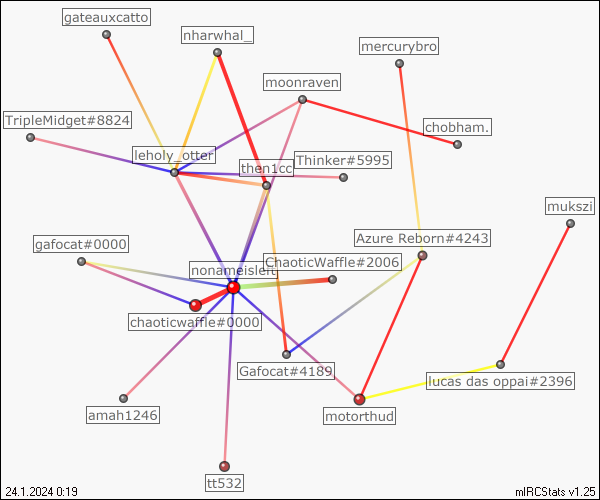 gateauxcatto
nharwhal_
mercurybro
moonraven
TripleMidget#8824
chobham.
leholy_otter
then1cc
Thinker#5995
mukszi
gafocat#0000
Azure Reborn#4243
nonameisleft
ChaoticWaffle#2006
chaoticwaffle#0000
Gafocat#4189
lucas das oppai#2396
amah1246
motorthud
tt532
24.1.2024 0:19
mIRCStats v1.25